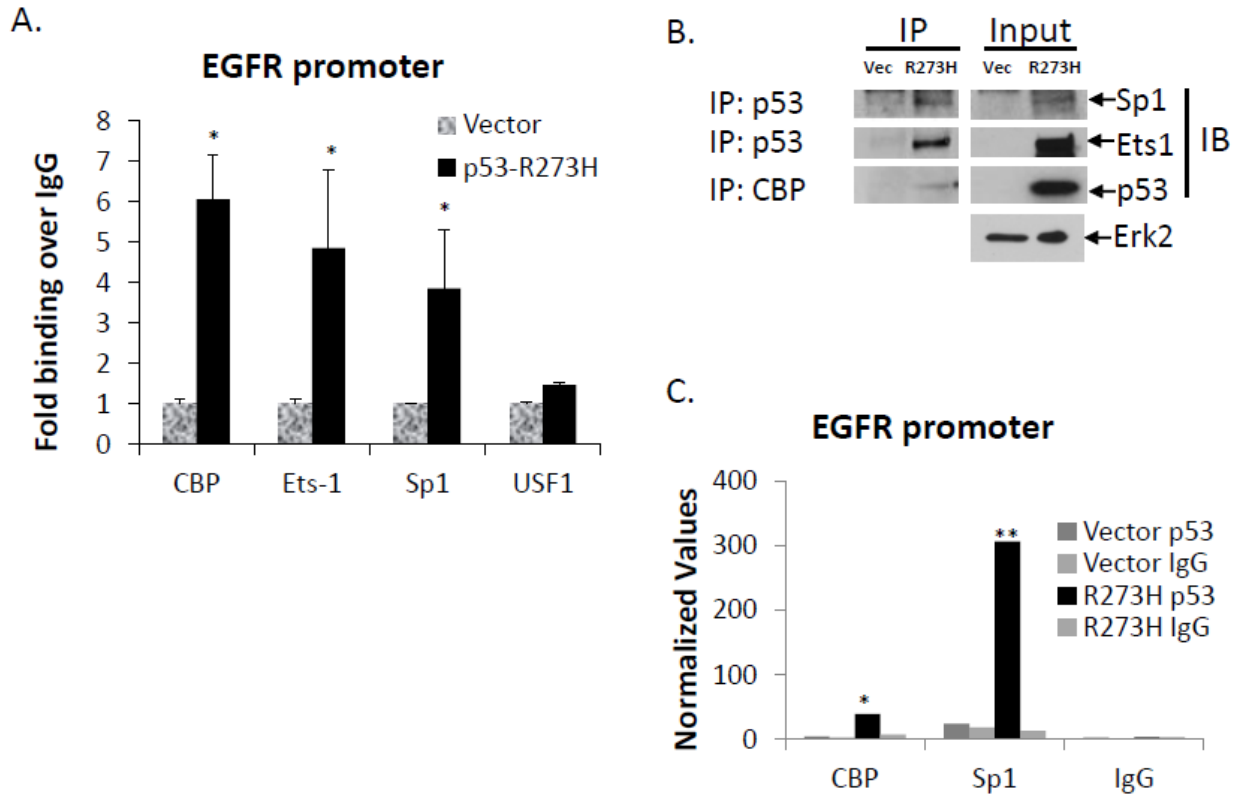 A.
EGFR promoter
Fold binding over IgG
8
7
6
5
4
3
2
1
0
Vector
p53-R273H
*
*
*
CBP Ets-1 Sp1 USF1
B.
IP Input
Vec R273H Vec R273H
IP: p53 Sp1
IP: p53 Ets1
IP: CBP p53
Erk2
IB
C.
EGFR promoter
Normalized Values
400
300
200
100
0
*
**
Vector p53
Vector IgG
R273H p53
R273H IgG
CBP Sp1 IgG